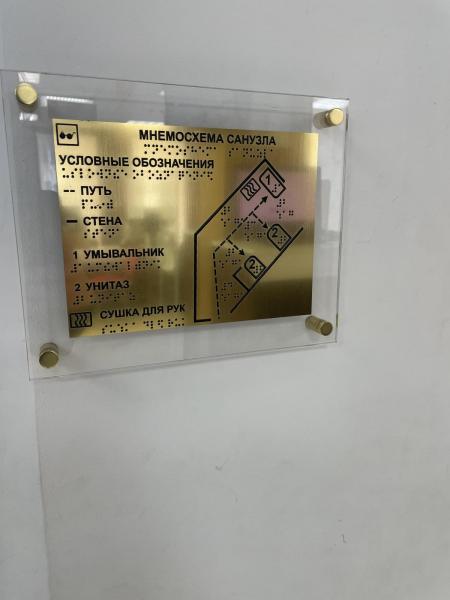 МНЕМОСХЕМА САНУЗЛА
УСЛОВНЫЕ ОБОЗНАЧЕНИЯ
-- ПУТЬ
— СТЕНА
1 УМЫВАЛЬНИК
2 УНИТАЗ
СУШКА ДЛЯ РУК
1
2
2